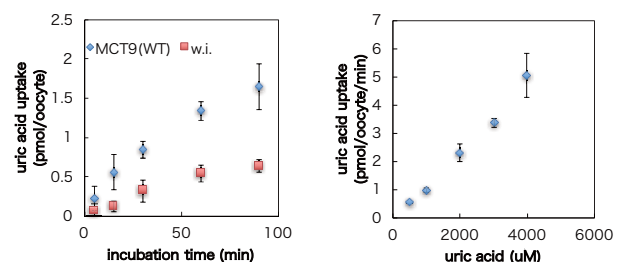 2.5
2
1.5
1
0.5
0
MCT9(WT) w.i.
uric acid uptake
(pmol/oocyte)
0 50 100
incubation time (min)
7
6
5
4
3
2
1
0
uric acid uptake
(pmol/oocyte/min)
0 2000 4000 6000
uric acid (uM)